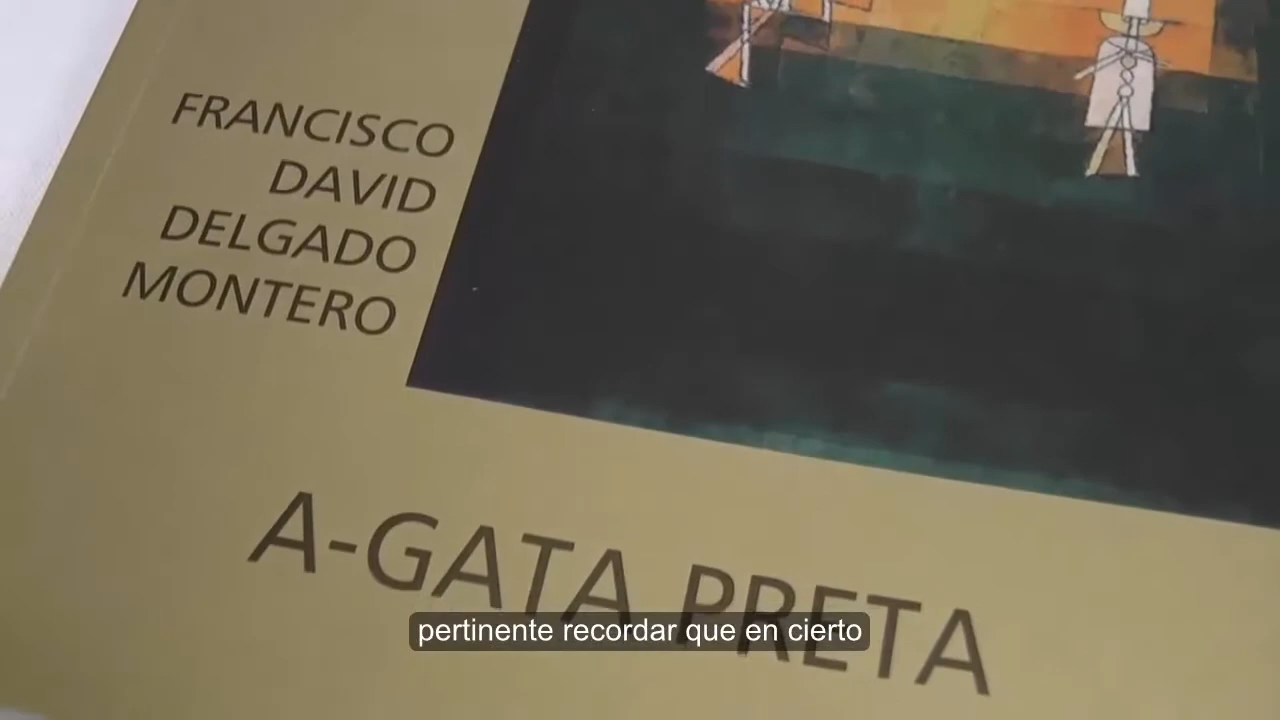 FRANCISCO
DAVID
DELGADO
MONTERO
A-GATA PRETA
pertinente recordar que en cierto